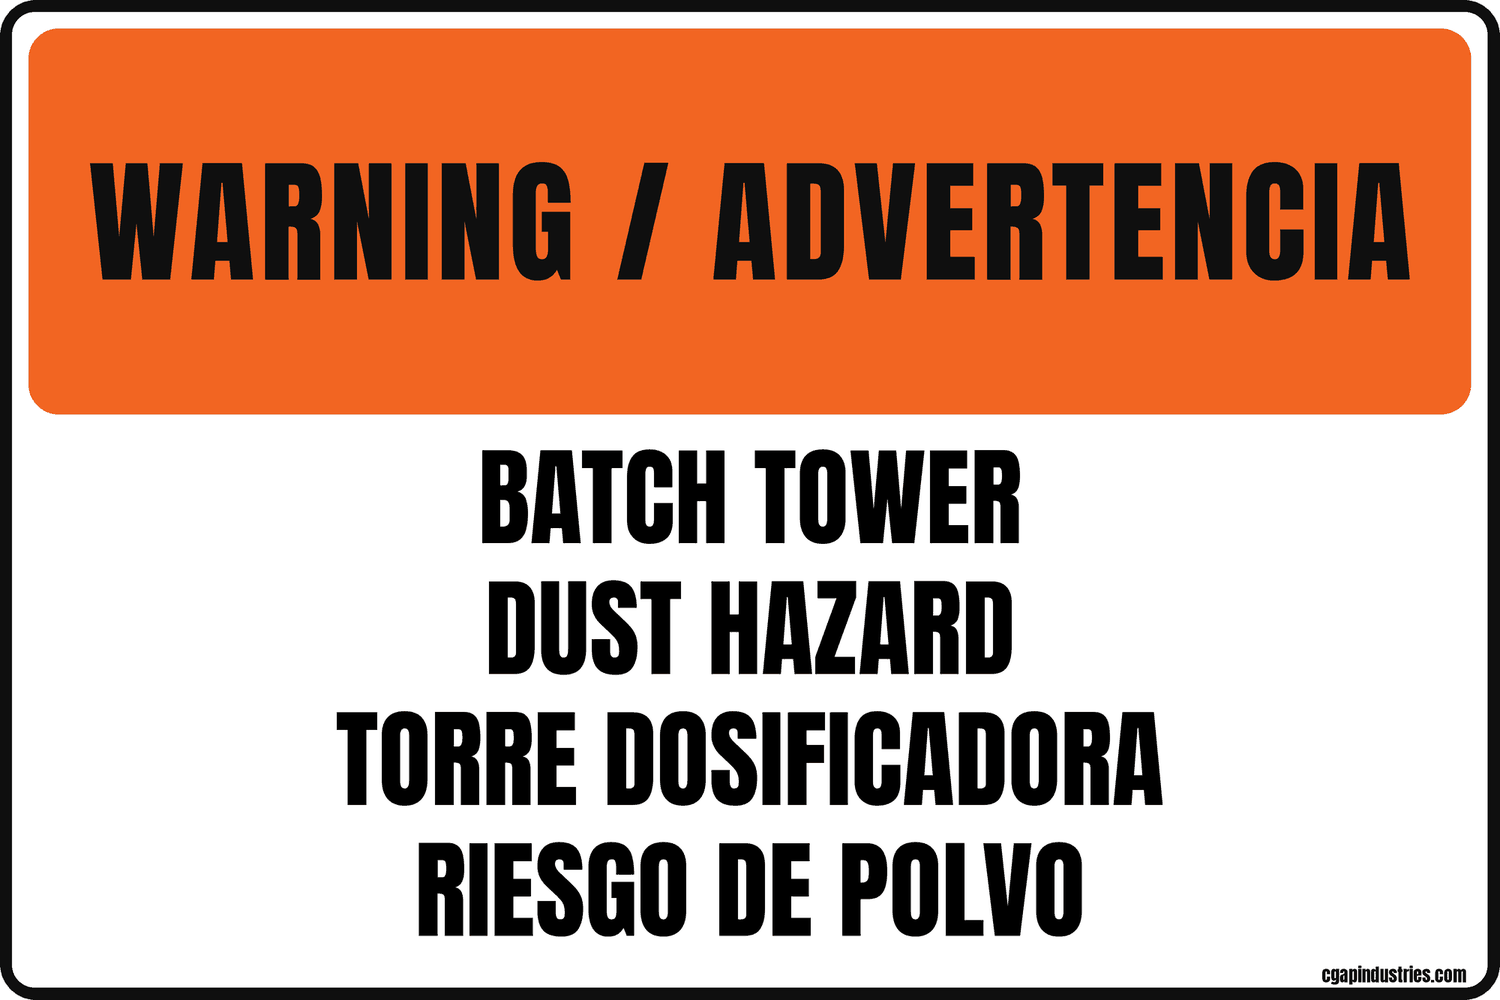 WARNING / ADVERTENCIA
BATCH TOWER
DUST HAZARD
TORRE DOSIFICADORA
RIESGO DE POLVO
cgapindustries.com